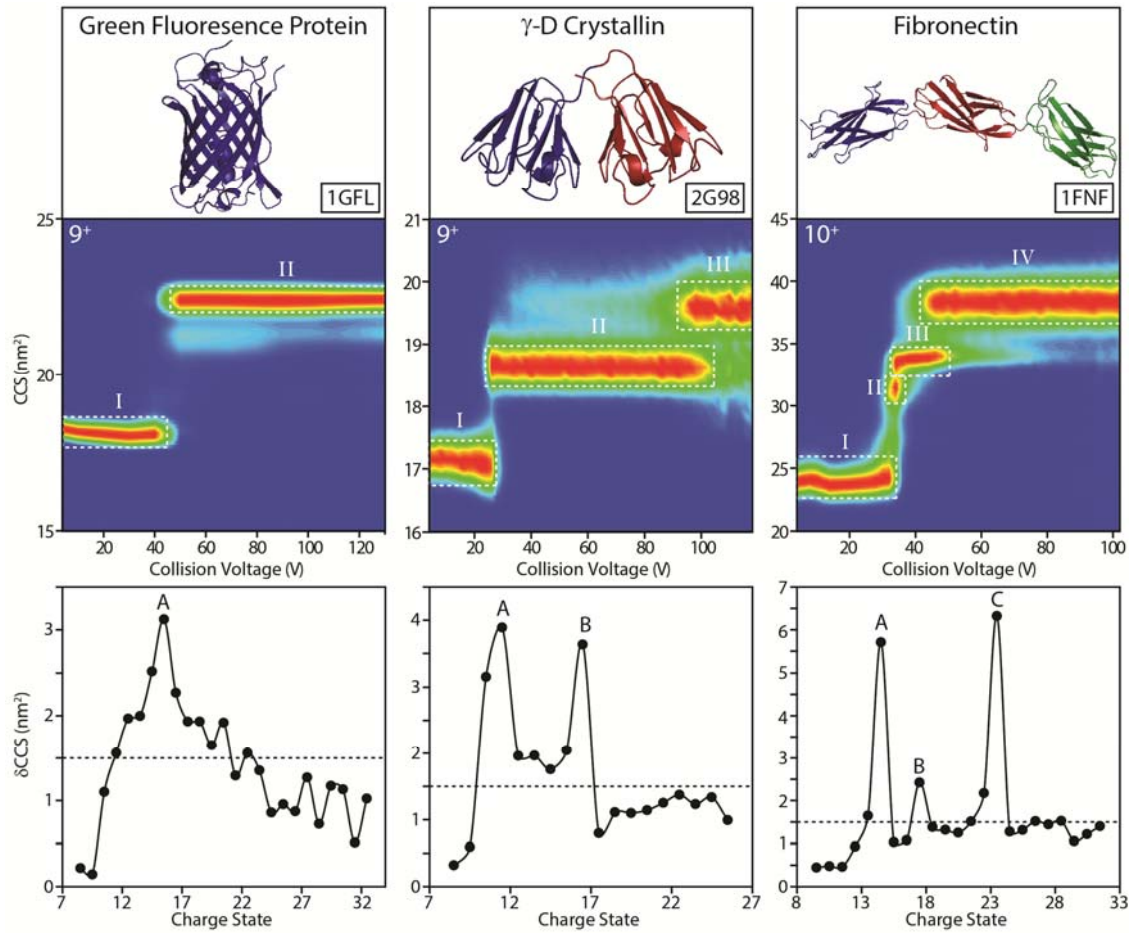 Green Fluoresence Protein
γ-D Crystallin
Fibronectin
1GFL
2G98
1FNF
25
20
15
CCS (nm²)
9⁺
I
II
20
40
60
80
100
120
Collision Voltage (V)
21
20
19
18
17
16
9⁺
I
II
III
20
40
60
80
100
Collision Voltage (V)
45
40
35
30
25
20
10⁺
I
II
III
IV
20
40
60
80
100
Collision Voltage (V)
3
2
1
0
δCCS (nm²)
A
7
12
17
22
27
32
Charge State
4
3
2
1
0
A
B
7
12
17
22
27
Charge State
7
6
5
4
3
2
1
0
A
B
C
8
13
18
23
28
33
Charge State